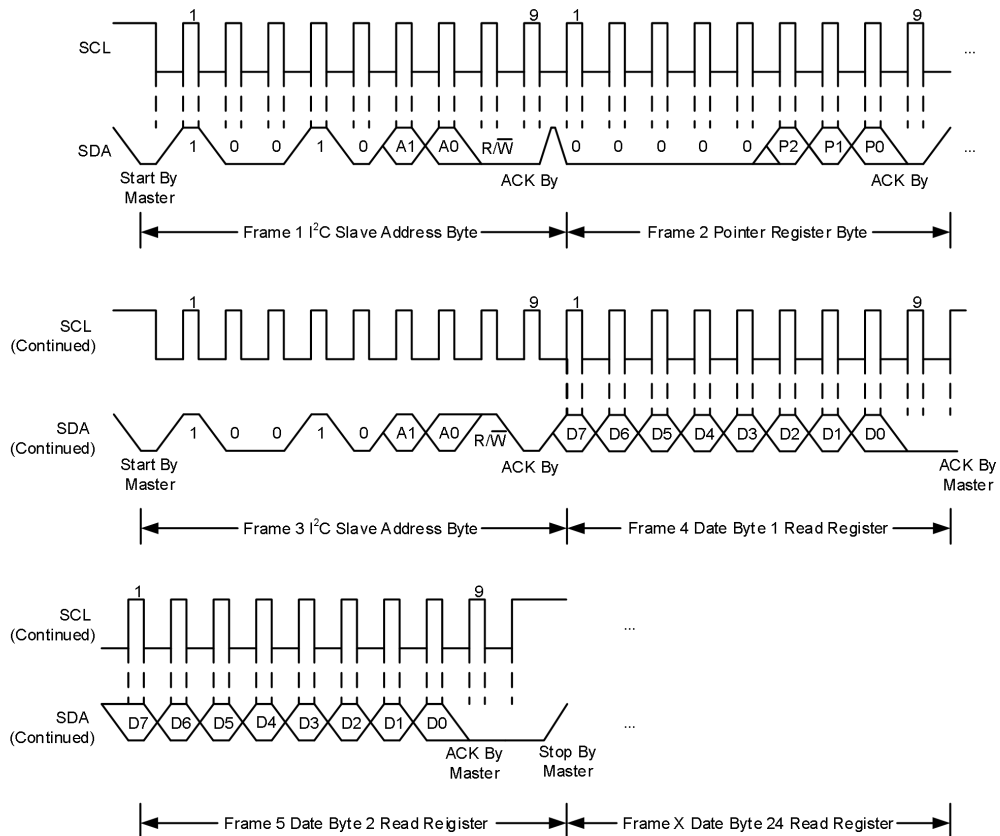 1 9 1 9
SCL ...
SDA 1 0 0 1 0 A1 A0 R/W̅ 0 0 0 0 0 P2 P1 P0 ...
Start By Master ACK By ACK By
Frame 1 I²C Slave Address Byte Frame 2 Pointer Register Byte
1 9 1 9
SCL (Continued)
SDA (Continued) 1 0 0 1 0 A1 A0 R/W̅ D7 D6 D5 D4 D3 D2 D1 D0
Start By Master ACK By ACK By Master
Frame 3 I²C Slave Address Byte Frame 4 Date Byte 1 Read Register
1 9
SCL (Continued) ...
SDA (Continued) D7 D6 D5 D4 D3 D2 D1 D0 ...
ACK By Master Stop By Master
Frame 5 Date Byte 2 Read Reigister Frame X Date Byte 24 Read Register